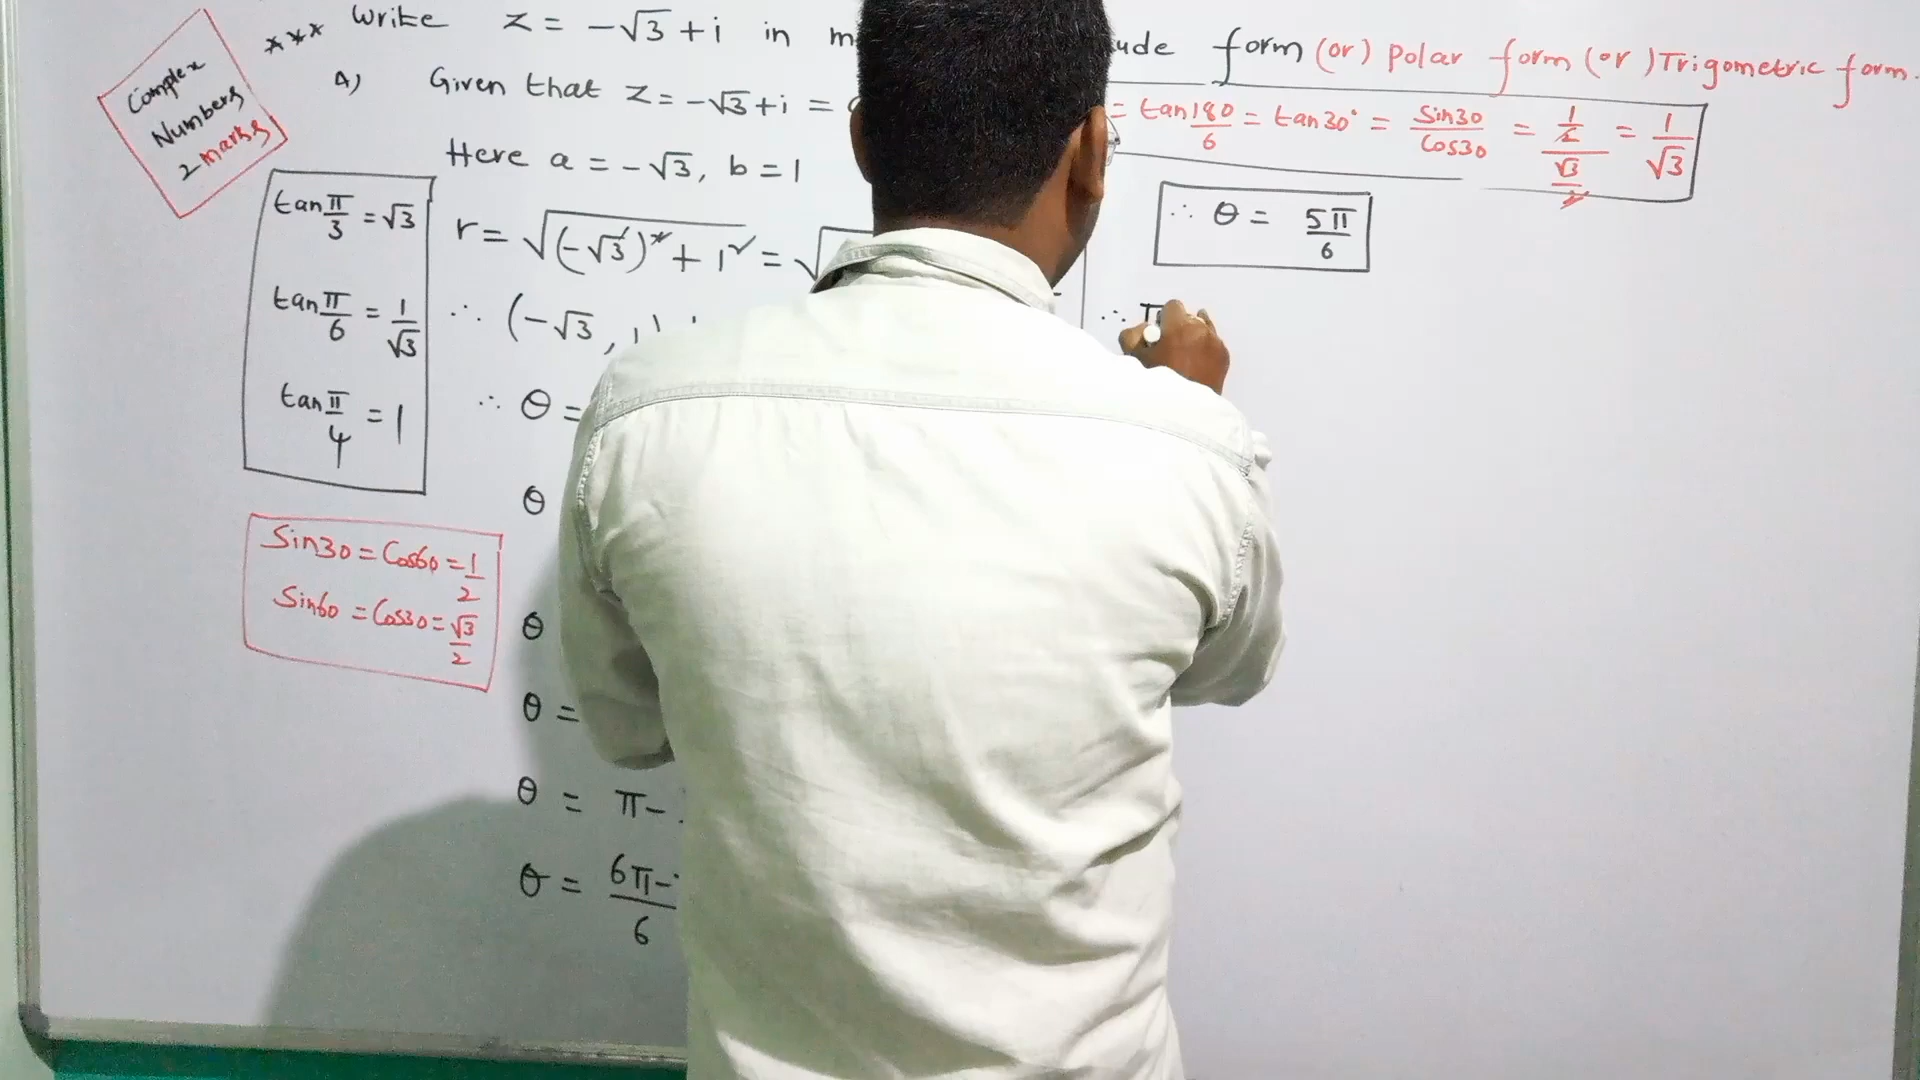 Complex
Numbers
2 marks
*** Write z = -√3 + i in form (or) Polar form (or) Trigometric form.
A) Given that z = -√3 + i =
= tan 180/6 = tan 30° = Sin30/Cos30 = (1/2)/(√3/2) = 1/√3
Here a = -√3, b = 1
tan π/3 = √3
tan π/6 = 1/√3
tan π/4 = 1
r = √((-√3)² + 1²) = √
∴ (-√3, 1)
∴ θ =
θ
θ
θ =
θ = π -
θ = 6π - / 6
Sin30 = Cos60 = 1/2
Sin60 = Cos30 = √3/2
∴ θ = 5π/6
∴